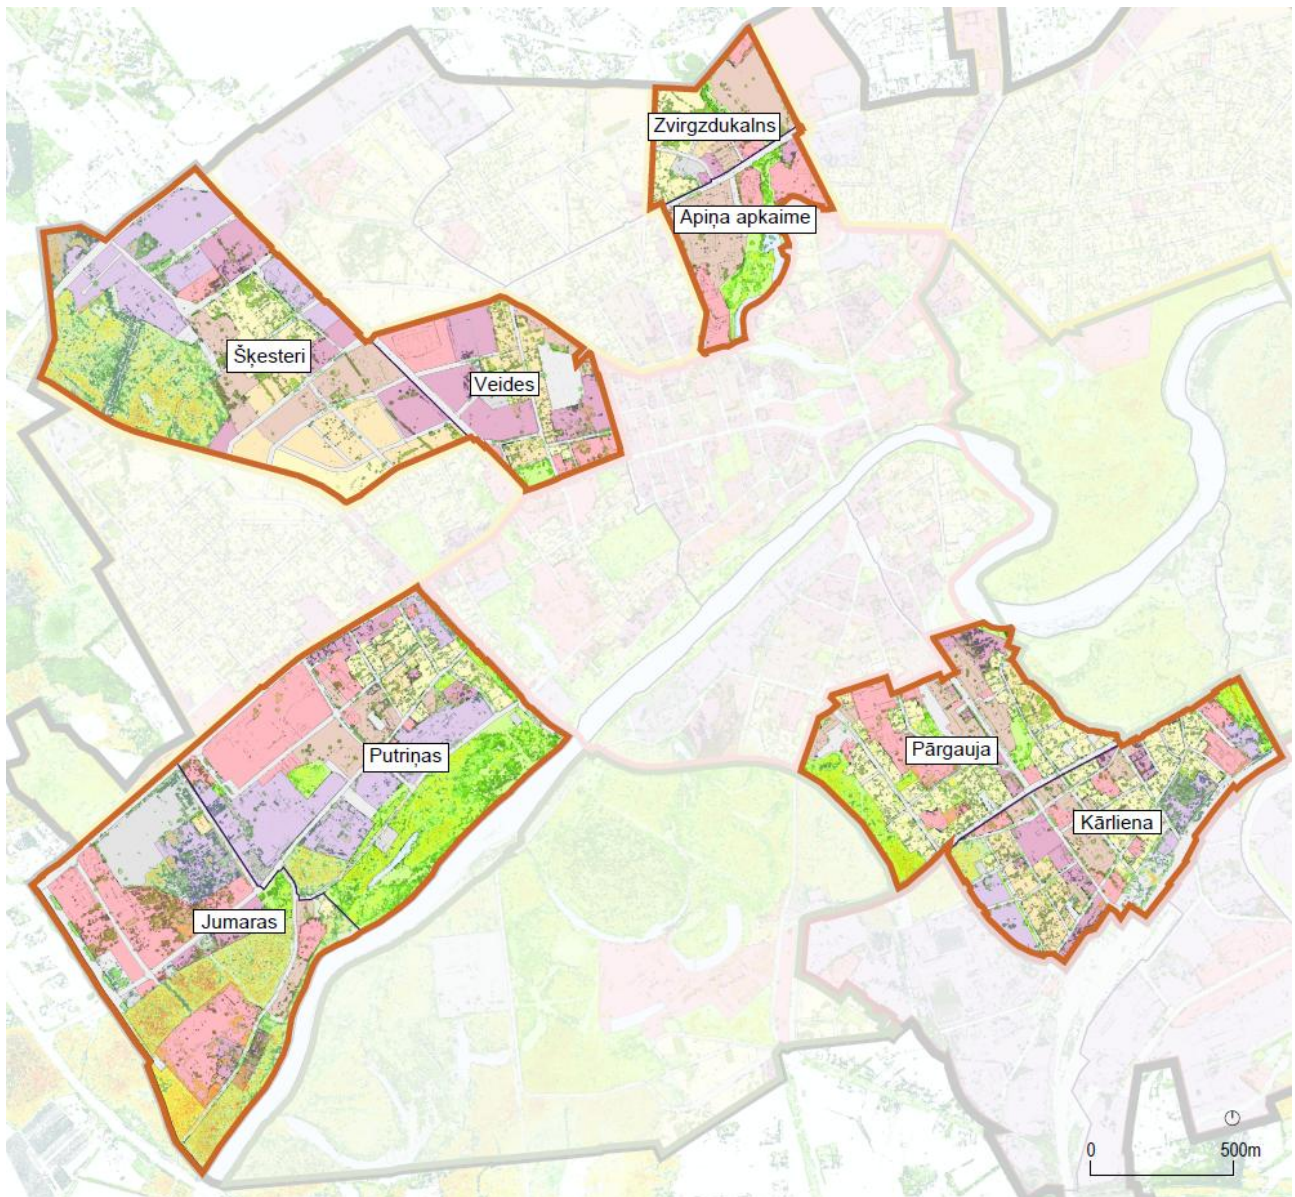 Zvirgzdukalns
Apiņa apkaime
Šķesteri
Veides
Putriņas
Pārgauja
Kārliena
Jumaras
0 500m